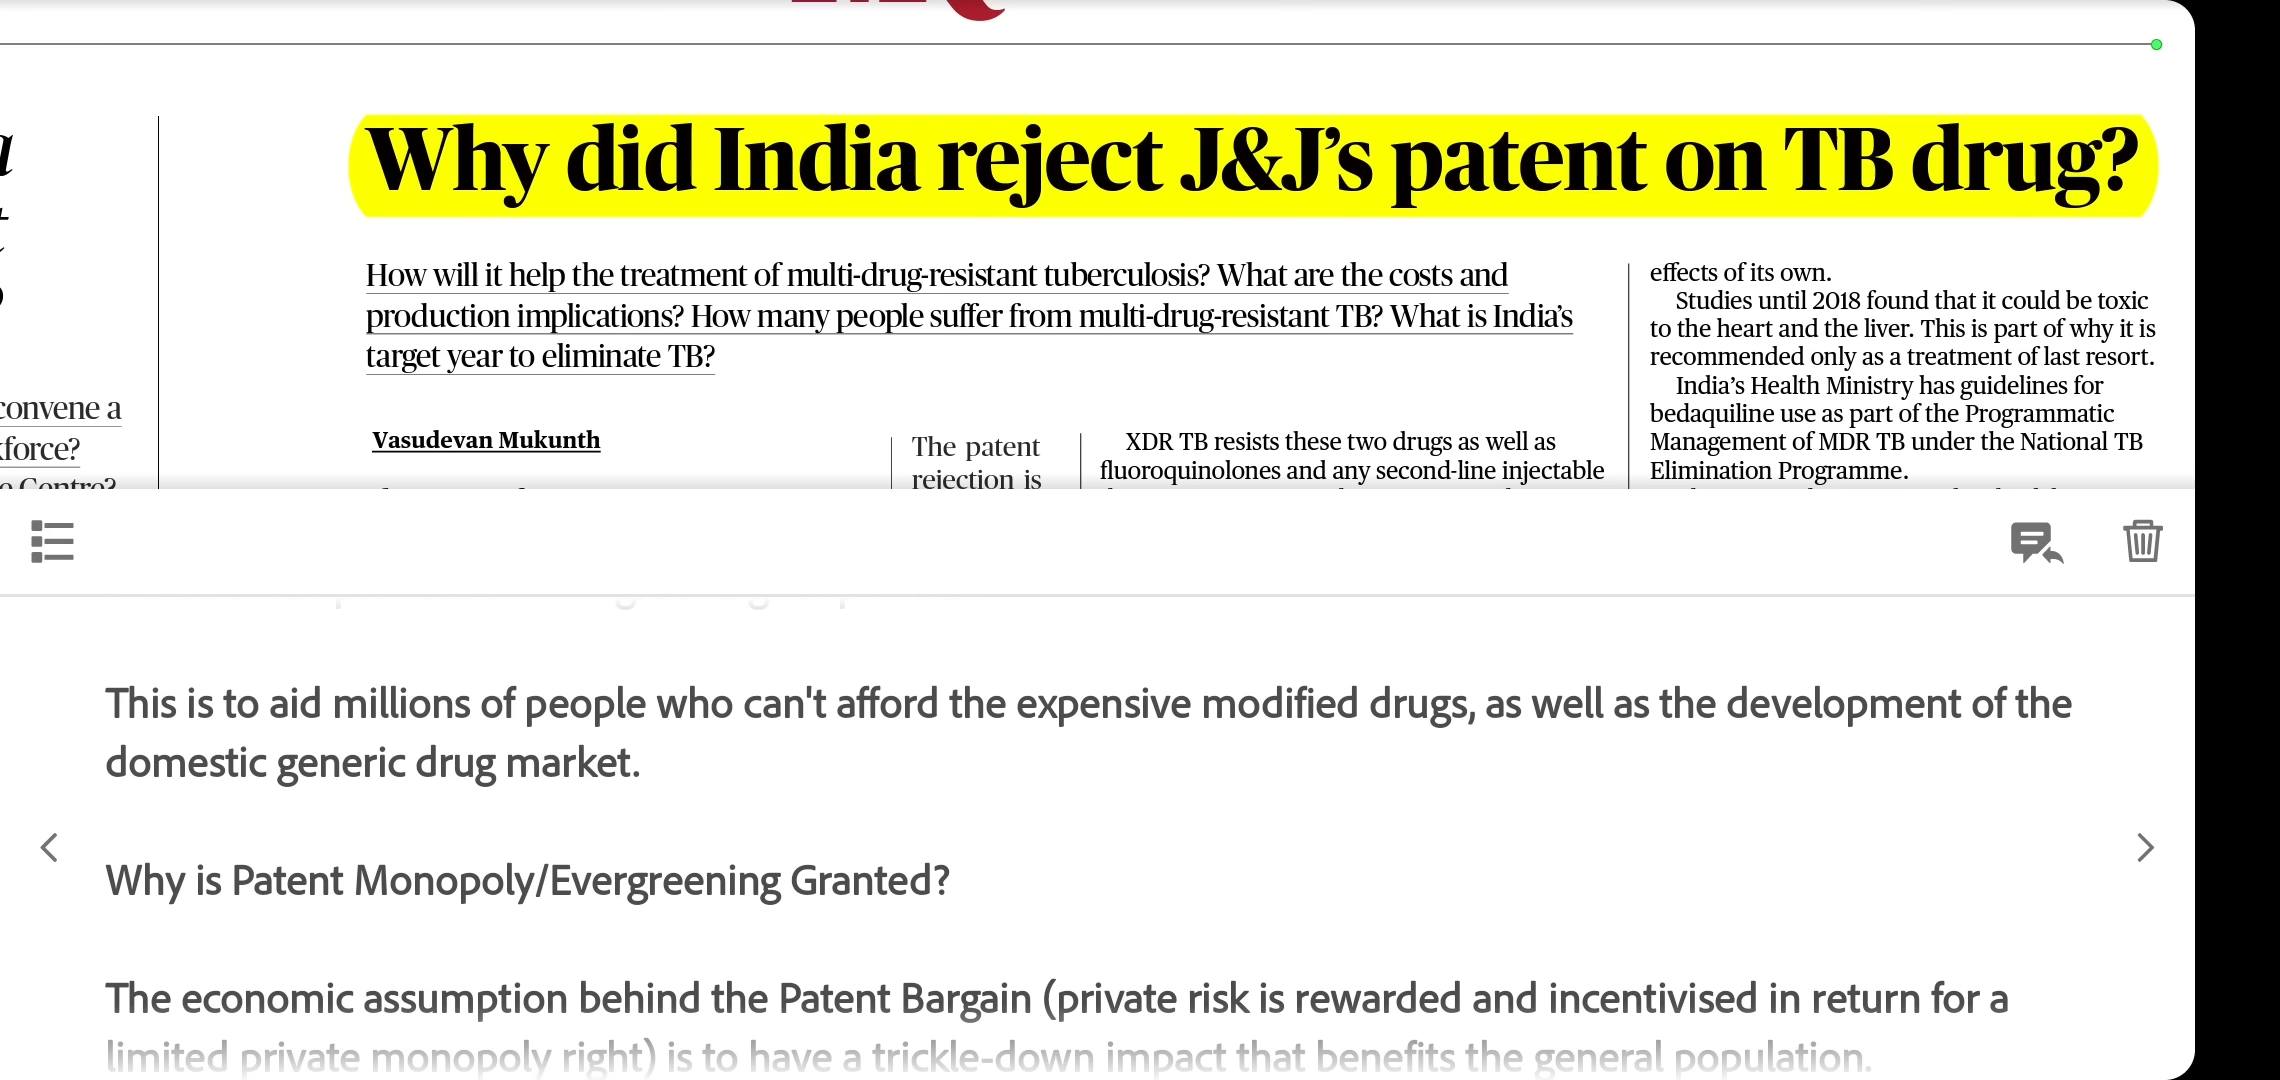 Why did India reject J&J’s patent on TB drug?
How will it help the treatment of multi-drug-resistant tuberculosis? What are the costs and
production implications? How many people suffer from multi-drug-resistant TB? What is India’s
target year to eliminate TB?
convene a
force?
Centre?
Vasudevan Mukunth
The patent
rejection is
XDR TB resists these two drugs as well as
fluoroquinolones and any second-line injectable
effects of its own.
Studies until 2018 found that it could be toxic
to the heart and the liver. This is part of why it is
recommended only as a treatment of last resort.
India’s Health Ministry has guidelines for
bedaquiline use as part of the Programmatic
Management of MDR TB under the National TB
Elimination Programme.
This is to aid millions of people who can't afford the expensive modified drugs, as well as the development of the
domestic generic drug market.
Why is Patent Monopoly/Evergreening Granted?
The economic assumption behind the Patent Bargain (private risk is rewarded and incentivised in return for a
limited private monopoly right) is to have a trickle-down impact that benefits the general population.